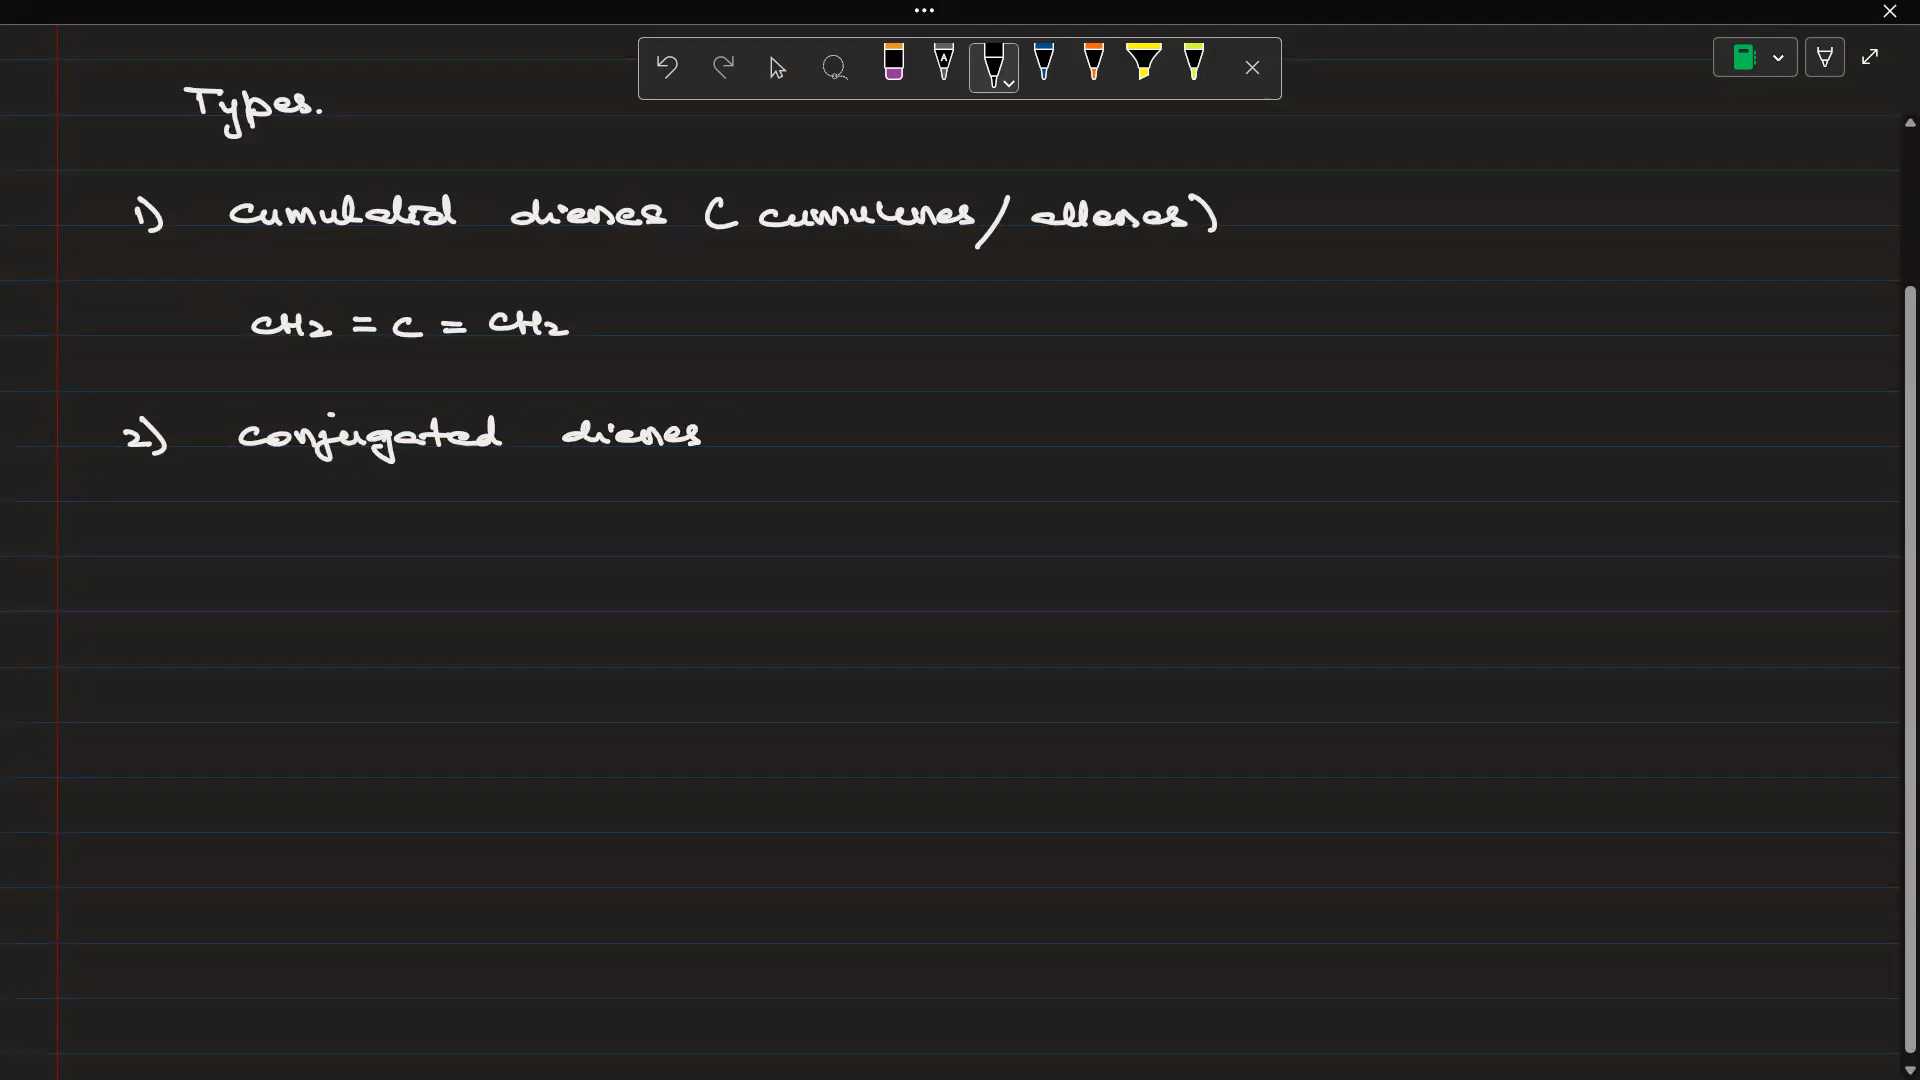 Types.
1) cumulated dienes ( cumulenes / allenes )
CH2 = C = CH2
2) conjugated dienes